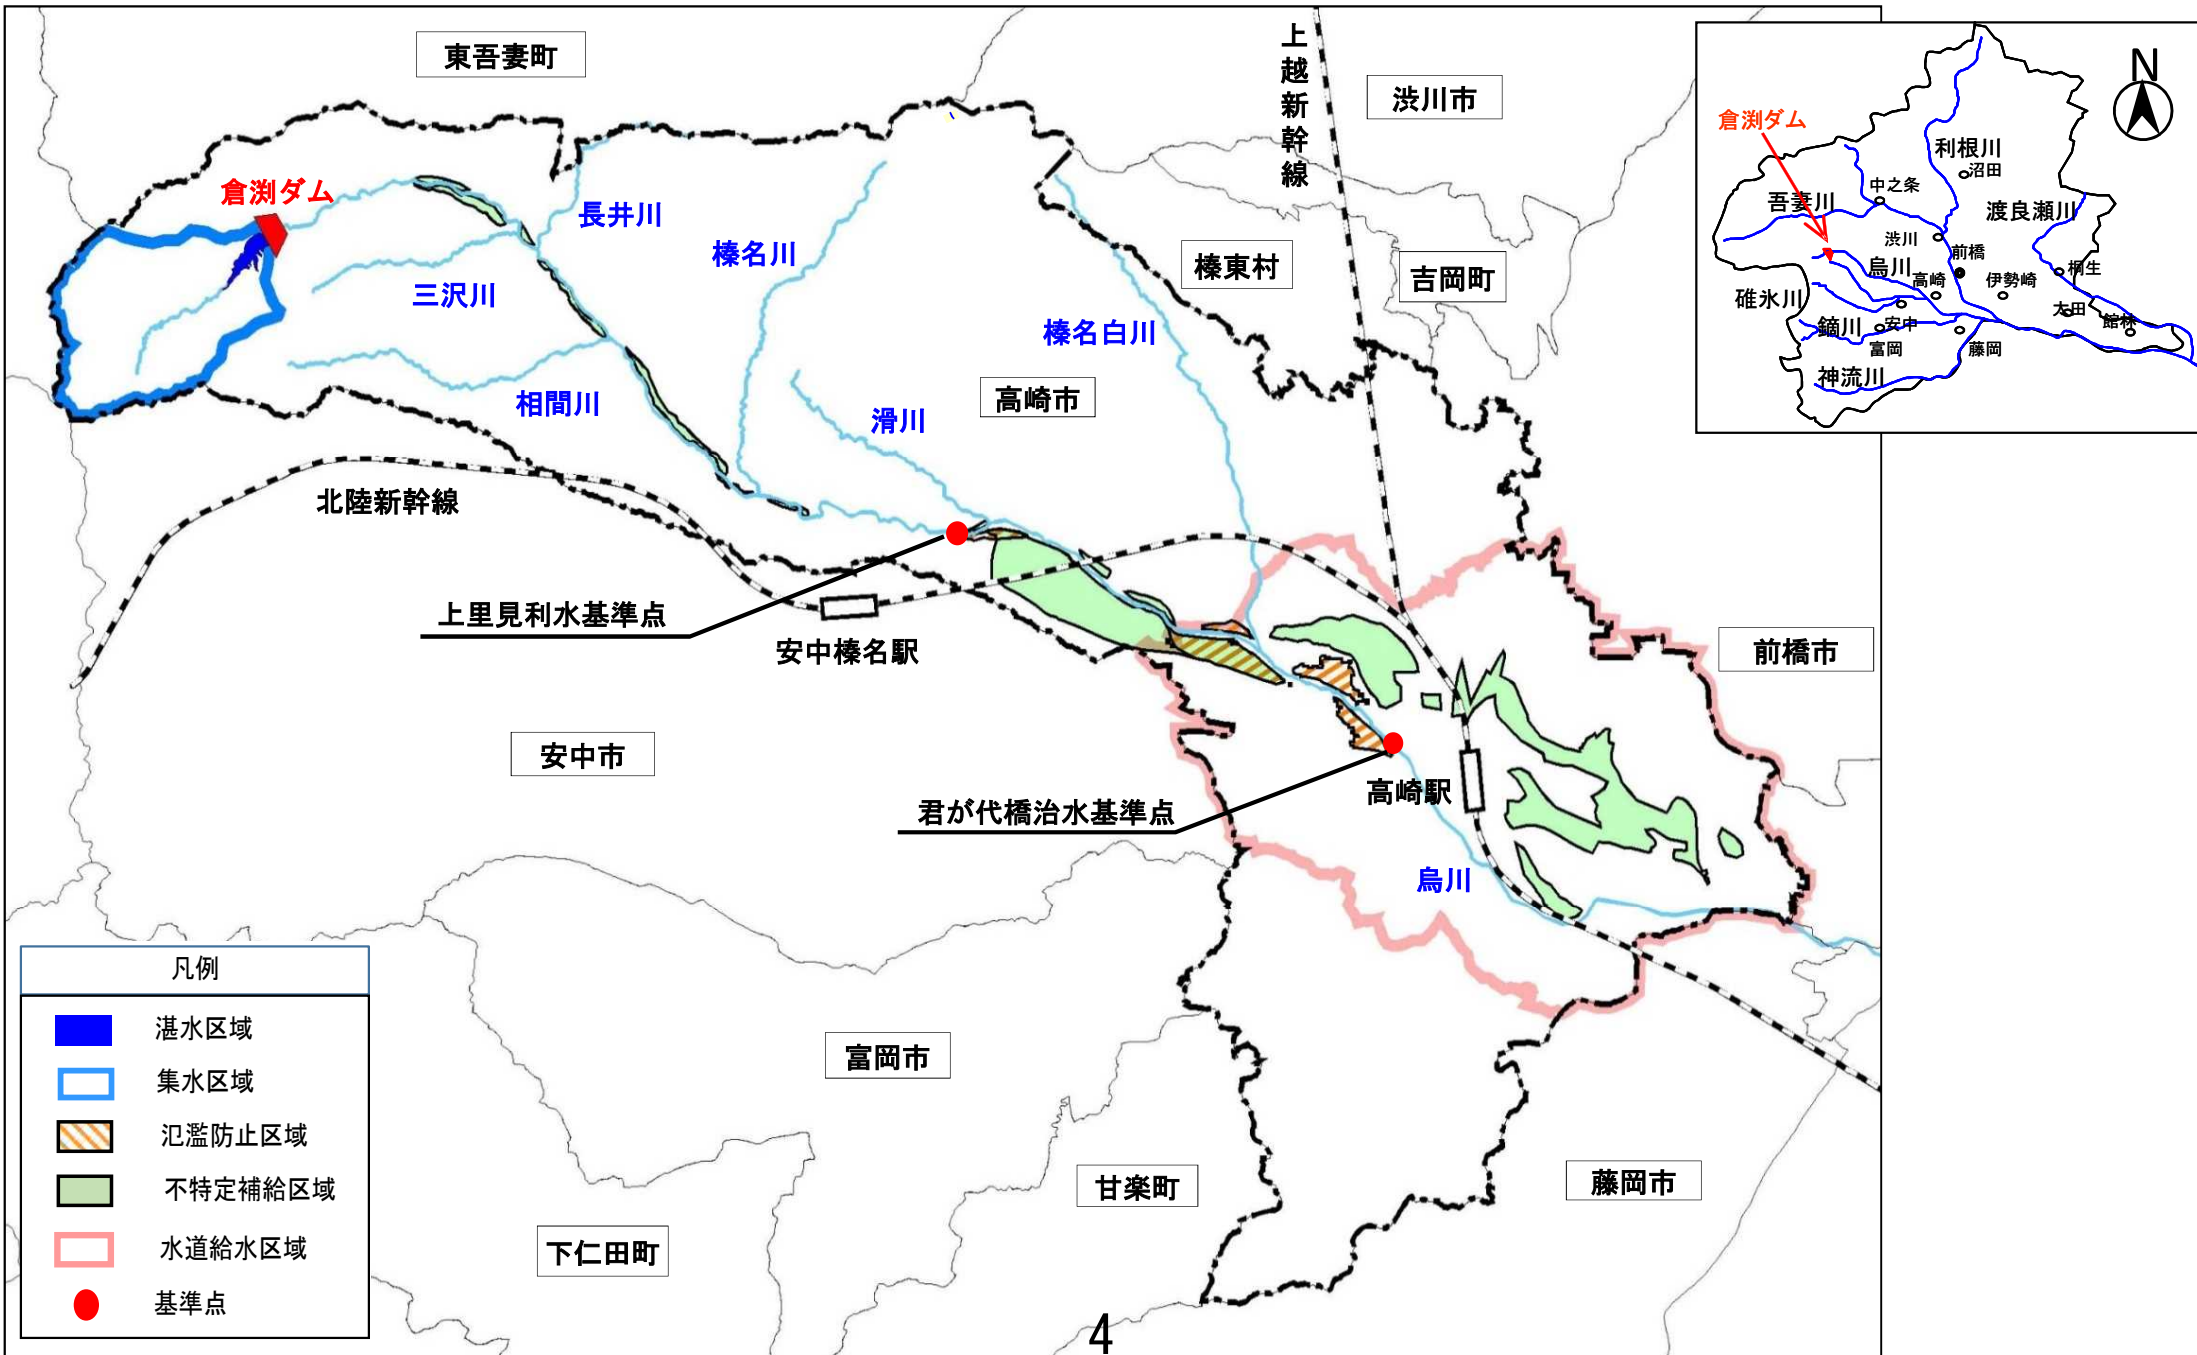 東吾妻町
上越新幹線
渋川市
倉渕ダム
長井川
榛名川
三沢川
榛東村
吉岡町
榛名白川
相間川
滑川
高崎市
北陸新幹線
上里見利水基準点
安中榛名駅
前橋市
安中市
君が代橋治水基準点
高崎駅
烏川
富岡市
甘楽町
藤岡市
下仁田町
凡例
湛水区域
集水区域
氾濫防止区域
不特定補給区域
水道給水区域
基準点
4
N
倉渕ダム
利根川
沼田
中之条
吾妻川
渡良瀬川
渋川
前橋
烏川
高崎
伊勢崎
桐生
碓氷川
太田
館林
鏑川
安中
富岡
藤岡
神流川